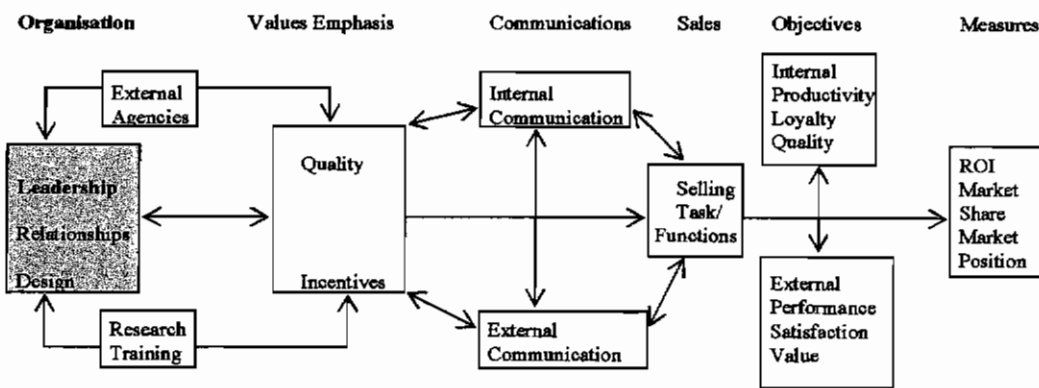 Organisation
Values Emphasis
Communications
Sales
Objectives
Measures
External
Agencies
Leadership
Relationships
Design
Research
Training
Quality
Incentives
Internal
Communication
External
Communication
Selling
Task/
Functions
Internal
Productivity
Loyalty
Quality
External
Performance
Satisfaction
Value
ROI
Market
Share
Market
Position